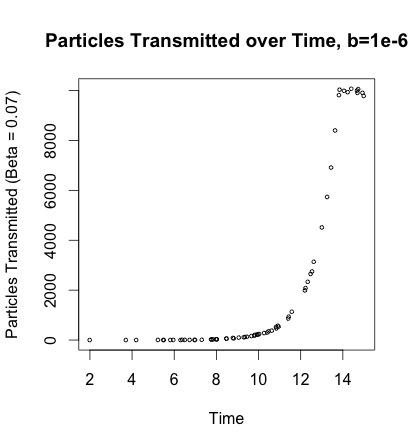 Particles Transmitted over Time, b=1e-6
Particles Transmitted (Beta = 0.07)
8000
6000
4000
2000
0
2 4 6 8 10 12 14
Time